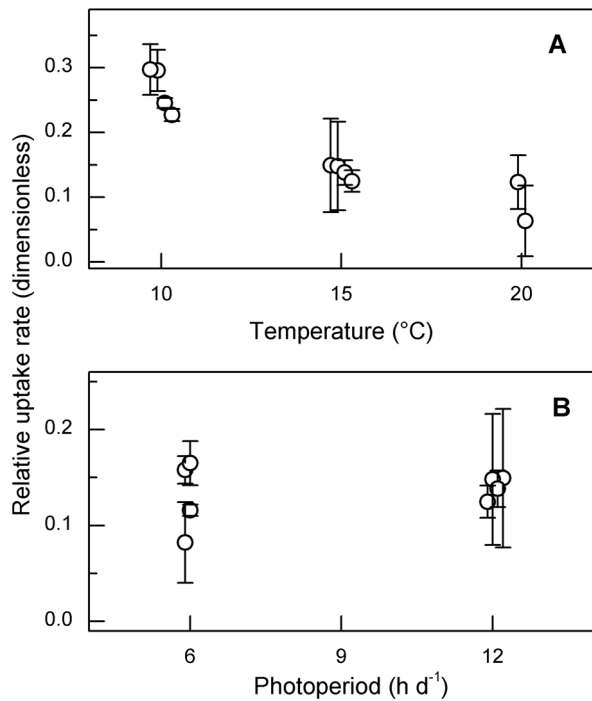 A
0.3
0.2
0.1
0.0
10 15 20
Temperature (°C)
Relative uptake rate (dimensionless)
B
0.2
0.1
0.0
6 9 12
Photoperiod (h d⁻¹)